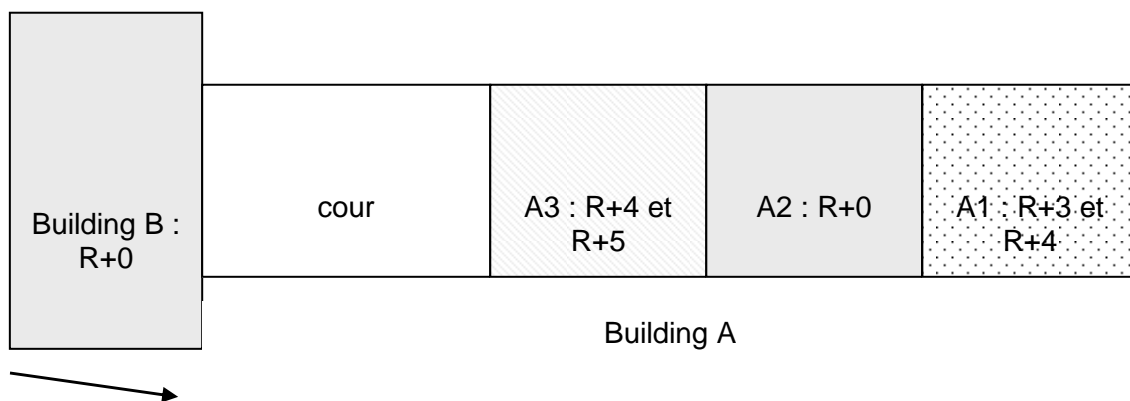 Building B :
R+0
cour
A3 : R+4 et
R+5
A2 : R+0
A1 : R+3 et
R+4
Building A